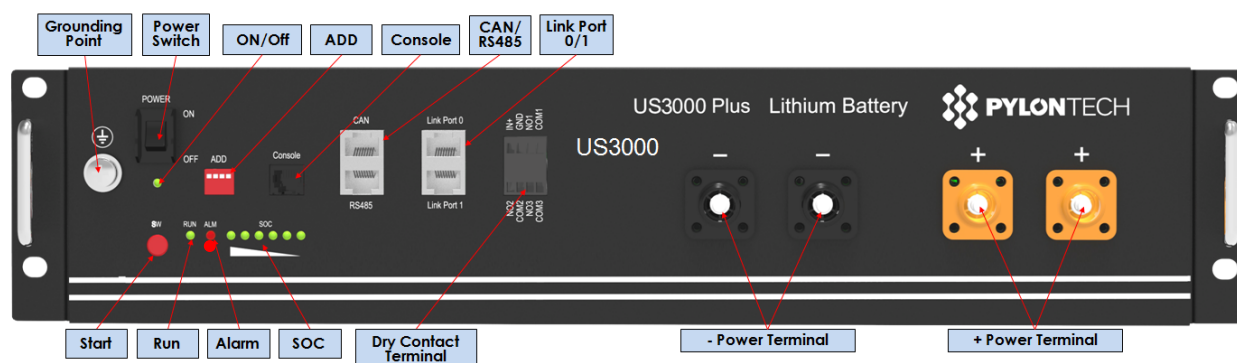 Grounding
Point
Power
Switch
ON/Off
ADD
Console
CAN/
RS485
Link Port
0/1
POWER
ON
OFF
ADD
Console
CAN
RS485
Link Port 0
Link Port 1
IN+
GND
NO1
COM1
NO2
COM2
NO3
COM3
US3000 Plus Lithium Battery
US3000
PYLONTECH
− − + +
SW
RUN
ALM
SOC
Start
Run
Alarm
SOC
Dry Contact
Terminal
- Power Terminal
+ Power Terminal